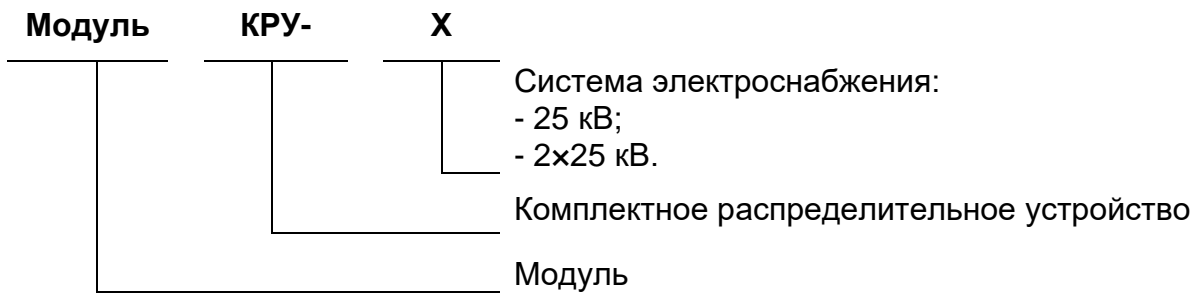 Модуль КРУ- Х
Система электроснабжения:
- 25 кВ;
- 2×25 кВ.
Комплектное распределительное устройство
Модуль